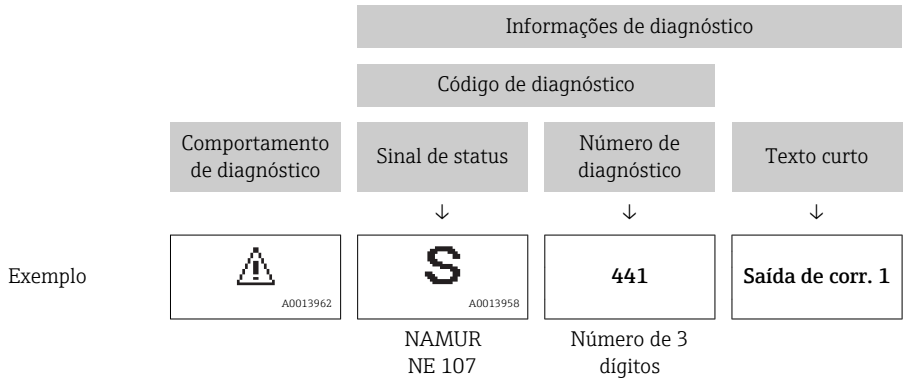 Informações de diagnóstico
Código de diagnóstico
Comportamento
de diagnóstico
Sinal de status
Número de
diagnóstico
Texto curto
Exemplo
A0013962
S
A0013958
441
Saída de corr. 1
NAMUR
NE 107
Número de 3
dígitos